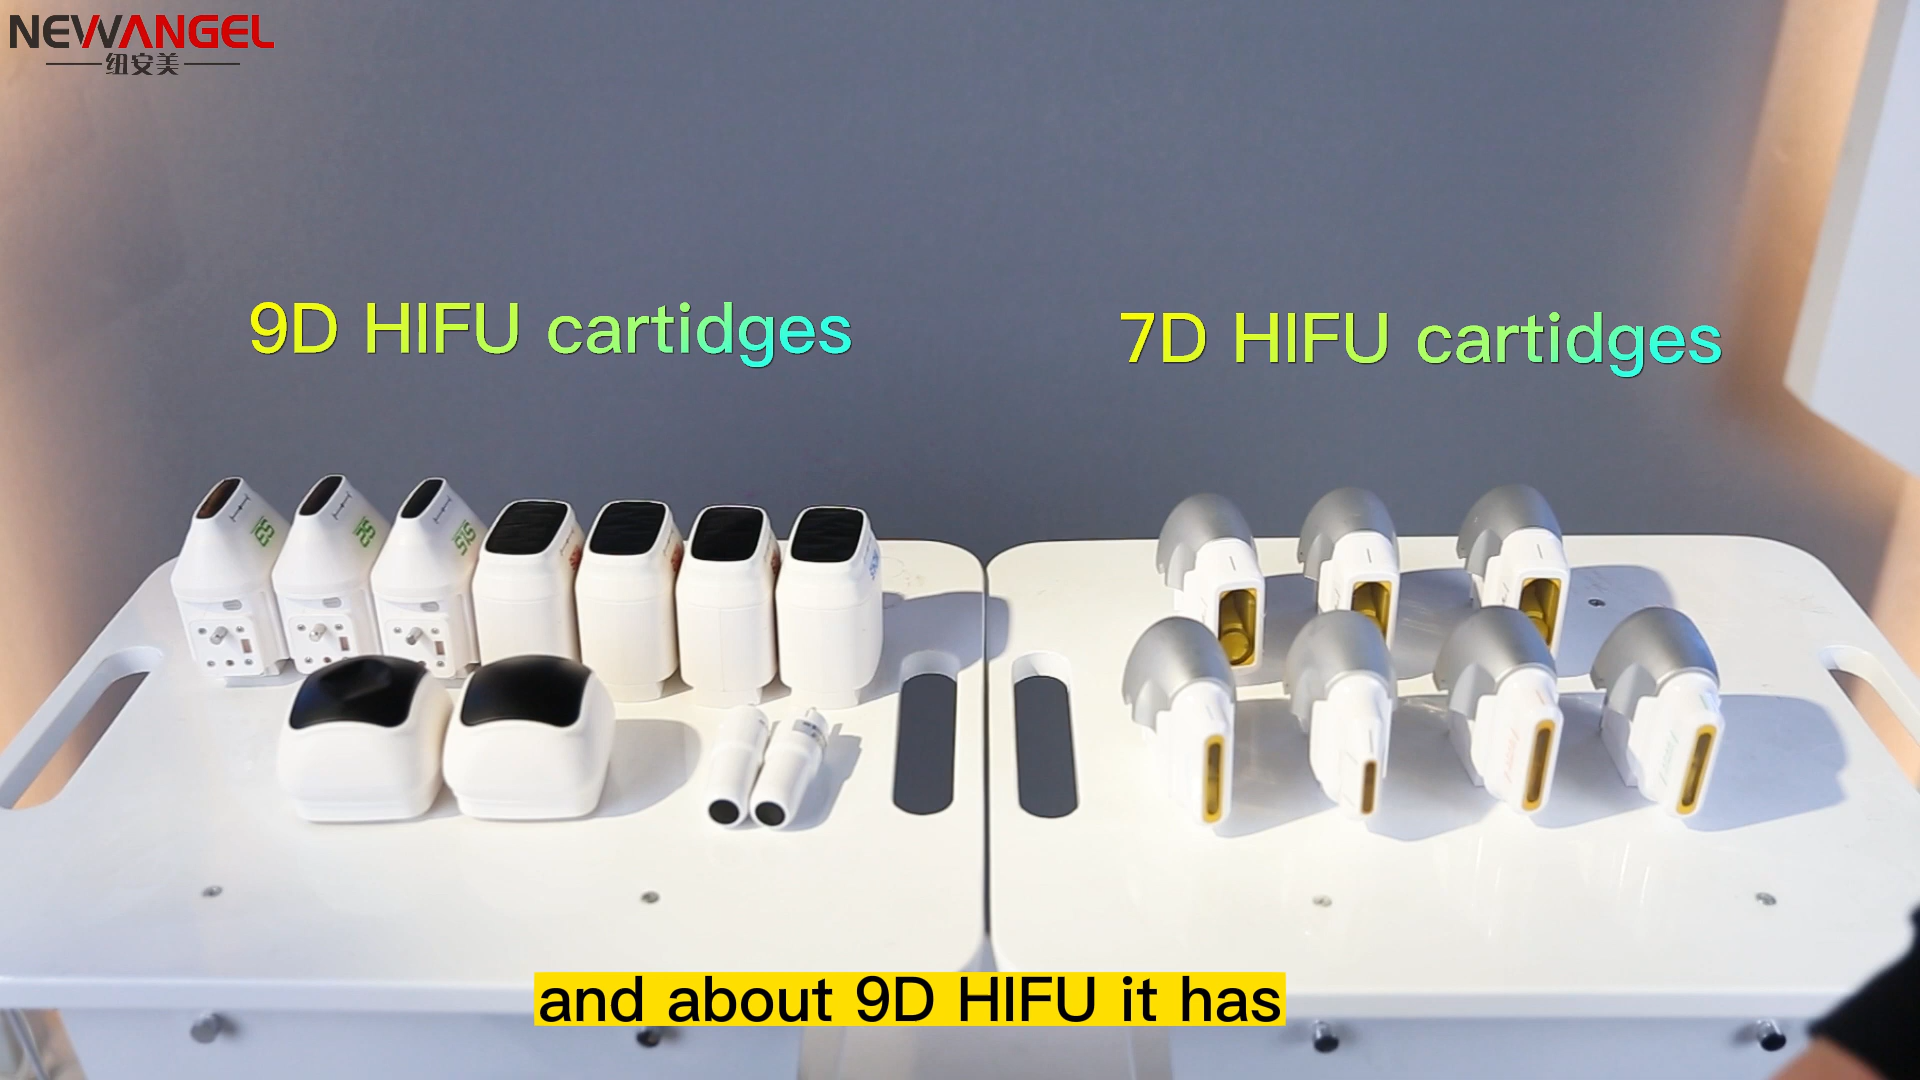 NEWANGEL
纽安美
9D HIFU cartidges
7D HIFU cartidges
and about 9D HIFU it has